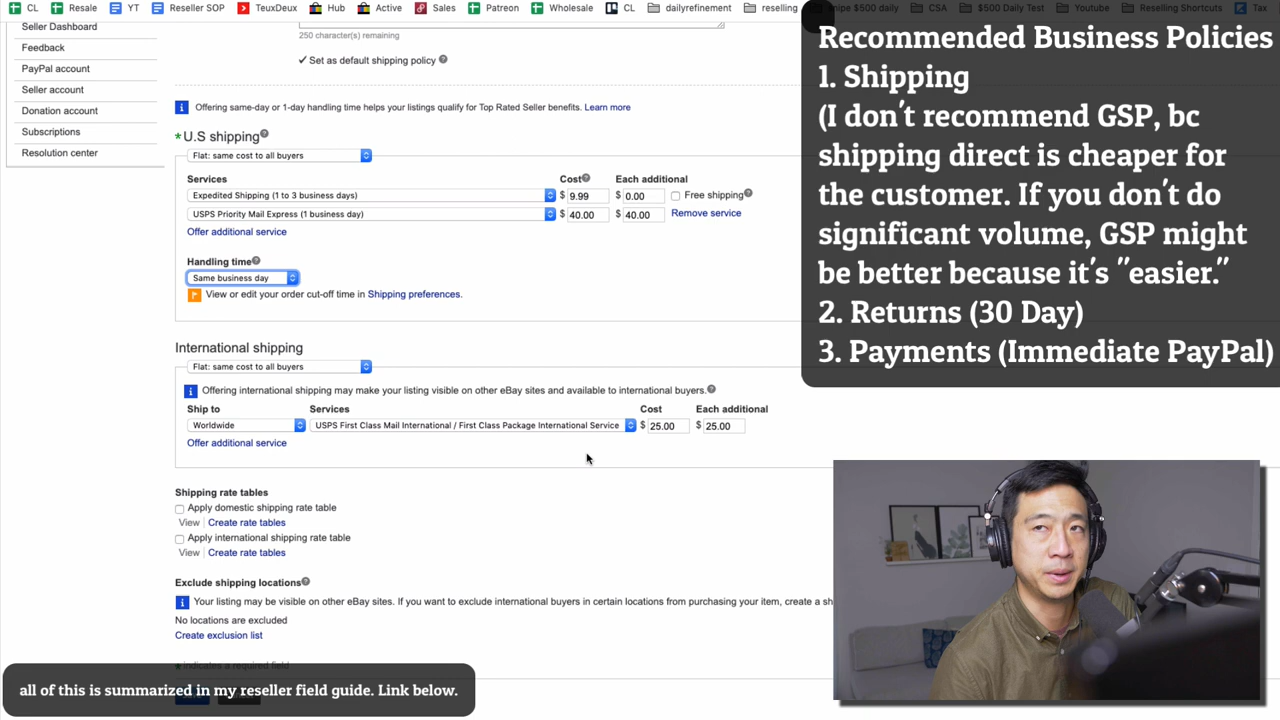 CL Resale YT Reseller SOP TeuxDeux Hub Active Sales Patreon Wholesale CL dailyrefinement reselling snipe $500 daily CSA $500 Daily Test Youtube Reselling Shortcuts Tax
Seller Dashboard
Feedback
PayPal account
Seller account
Donation account
Subscriptions
Resolution center
250 character(s) remaining
Set as default shipping policy
Offering same-day or 1-day handling time helps your listings qualify for Top Rated Seller benefits. Learn more
* U.S shipping
Flat: same cost to all buyers
Services Cost Each additional
Expedited Shipping (1 to 3 business days) $ 9.99 $ 0.00 Free shipping
USPS Priority Mail Express (1 business day) $ 40.00 $ 40.00 Remove service
Offer additional service
Handling time
Same business day
View or edit your order cut-off time in Shipping preferences.
International shipping
Flat: same cost to all buyers
Offering international shipping may make your listing visible on other eBay sites and available to international buyers.
Ship to Services Cost Each additional
Worldwide USPS First Class Mail International / First Class Package International Service $ 25.00 $ 25.00
Offer additional service
Shipping rate tables
Apply domestic shipping rate table
View | Create rate tables
Apply international shipping rate table
View | Create rate tables
Exclude shipping locations
Your listing may be visible on other eBay sites. If you want to exclude international buyers in certain locations from purchasing your item, create a sh
No locations are excluded
Create exclusion list
* Indicates a required field
Recommended Business Policies
1. Shipping
(I don't recommend GSP, bc
shipping direct is cheaper for
the customer. If you don't do
significant volume, GSP might
be better because it's "easier."
2. Returns (30 Day)
3. Payments (Immediate PayPal)
all of this is summarized in my reseller field guide. Link below.